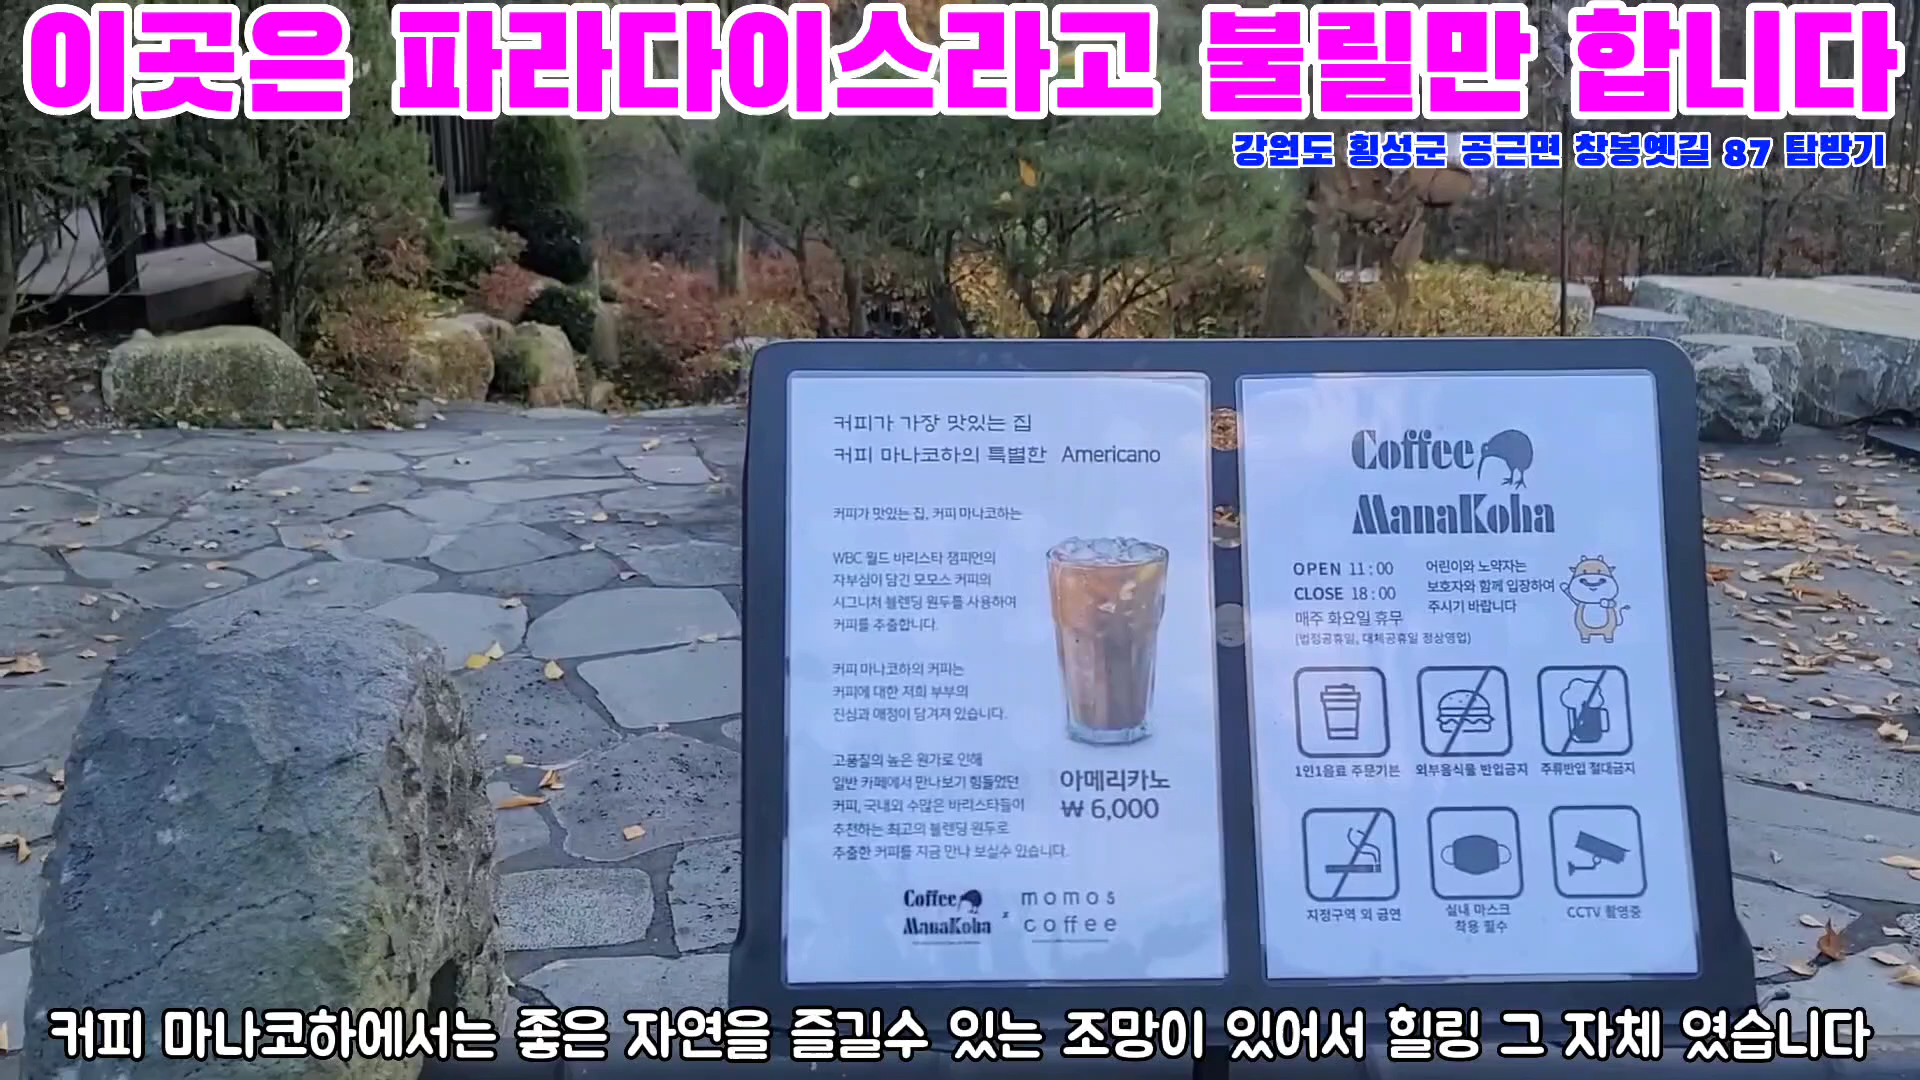 이곳은 파라다이스라고 불릴만 합니다
강원도 횡성군 공근면 창봉옛길 87 탐방기
커피가 가장 맛있는 집
커피 마나코하의 특별한 Americano
커피가 맛있는 집, 커피 마나코하는
WBC 월드 바리스타 챔피언의
자부심이 담긴 모모스 커피의
시그니처 블렌딩 원두를 사용하여
커피를 추출합니다.
커피 마나코하의 커피는
커피에 대한 저희 부부의
진심과 애정이 담겨져 있습니다.
고품질의 높은 원가로 인해
일반 카페에서 만나보기 힘들었던
커피, 국내외 수많은 바리스타들이
추천하는 최고의 블렌딩 원두로
추출한 커피를 지금 만나 보실수 있습니다.
아메리카노
₩ 6,000
Coffee
ManaKoha
x
momos
coffee
Coffee
ManaKoha
OPEN 11:00
CLOSE 18:00
매주 화요일 휴무
(법정공휴일, 대체공휴일 정상영업)
어린이와 노약자는
보호자와 함께 입장하여
주시기 바랍니다
1인1음료 주문기본
외부음식물 반입금지
주류반입 절대금지
지정구역 외 금연
실내 마스크
착용 필수
CCTV 촬영중
커피 마나코하에서는 좋은 자연을 즐길수 있는 조망이 있어서 힐링 그 자체 였습니다